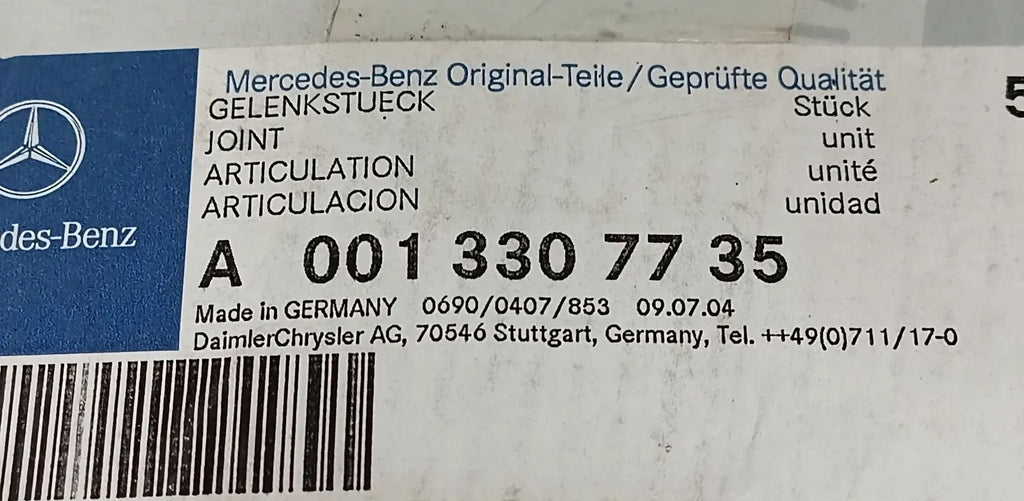 Mercedes-Benz Original-Teile/Geprüfte Qualität
GELENKSTUECK Stück
JOINT unit
ARTICULATION unité
ARTICULACION unidad
des-Benz
A 001 330 77 35
Made in GERMANY 0690/0407/853 09.07.04
DaimlerChrysler AG, 70546 Stuttgart, Germany, Tel. ++49(0)711/17-0
5